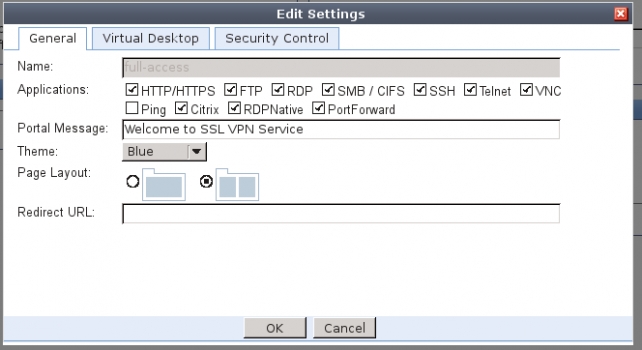 Edit Settings
General Virtual Desktop Security Control
Name: full-access
Applications: HTTP/HTTPS FTP RDP SMB / CIFS SSH Telnet VNC
Ping Citrix RDPNative PortForward
Portal Message: Welcome to SSL VPN Service
Theme: Blue
Page Layout:
Redirect URL:
OK Cancel